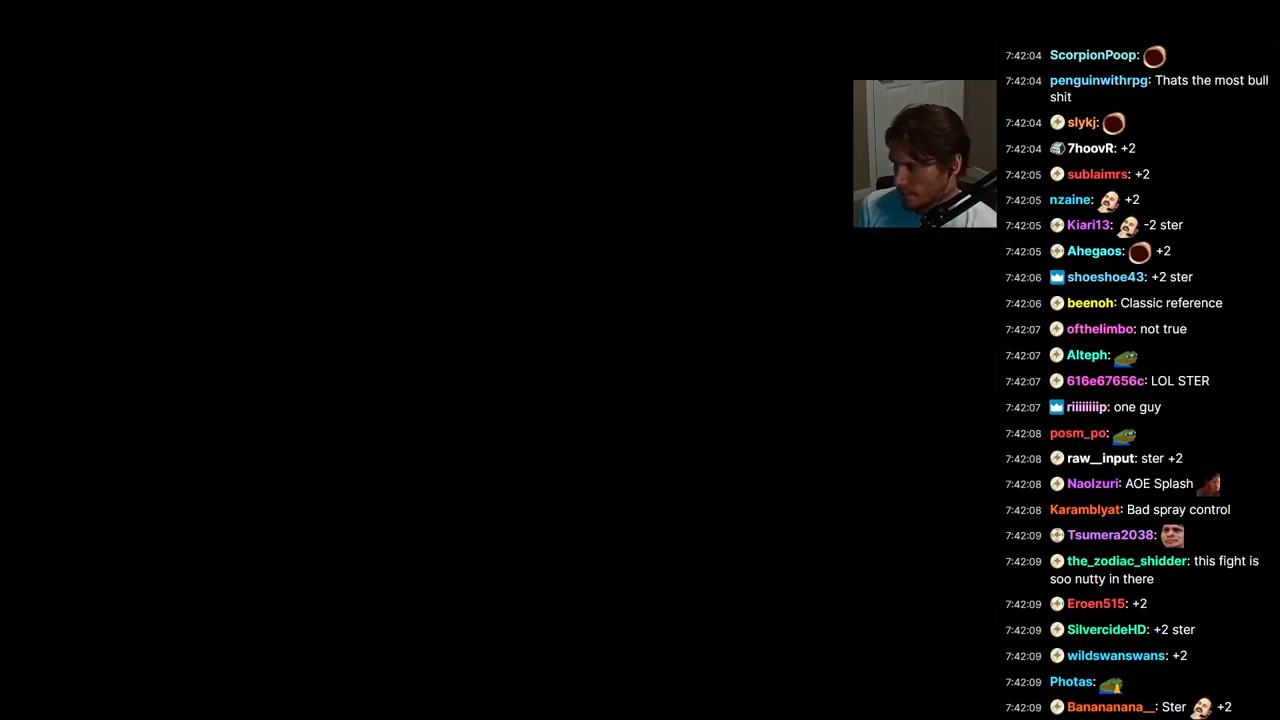 7:42:04 ScorpionPoop:
7:42:04 penguinwithrpg: Thats the most bull
shit
7:42:04 slykj:
7:42:04 7hoovR: +2
7:42:05 sublaimrs: +2
7:42:05 nzaine: +2
7:42:05 Kiari13: -2 ster
7:42:05 Ahegaos: +2
7:42:06 shoeshoe43: +2 ster
7:42:06 beenoh: Classic reference
7:42:07 ofthelimbo: not true
7:42:07 Alteph:
7:42:07 616e67656c: LOL STER
7:42:07 riiiiiiiip: one guy
7:42:08 posm_po:
7:42:08 raw__input: ster +2
7:42:08 NaoIzuri: AOE Splash
7:42:08 Karamblyat: Bad spray control
7:42:09 Tsumera2038:
7:42:09 the_zodiac_shidder: this fight is
soo nutty in there
7:42:09 Eroen515: +2
7:42:09 SilvercideHD: +2 ster
7:42:09 wildswanswans: +2
7:42:09 Photas:
7:42:09 Banananana__: Ster +2